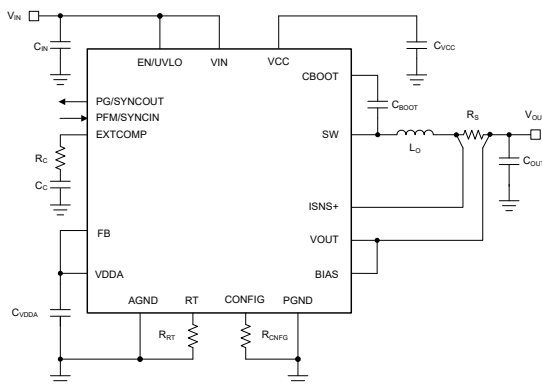 VIN
CIN
EN/UVLO VIN VCC
CVCC
CBOOT
PG/SYNCOUT
PFM/SYNCIN
EXTCOMP
CBOOT
RS
VOU
SW
LO
COUT
RC
CC
ISNS+
FB
VOUT
VDDA
BIAS
AGND RT CONFIG PGND
CVDDA
RRT
RCNFG